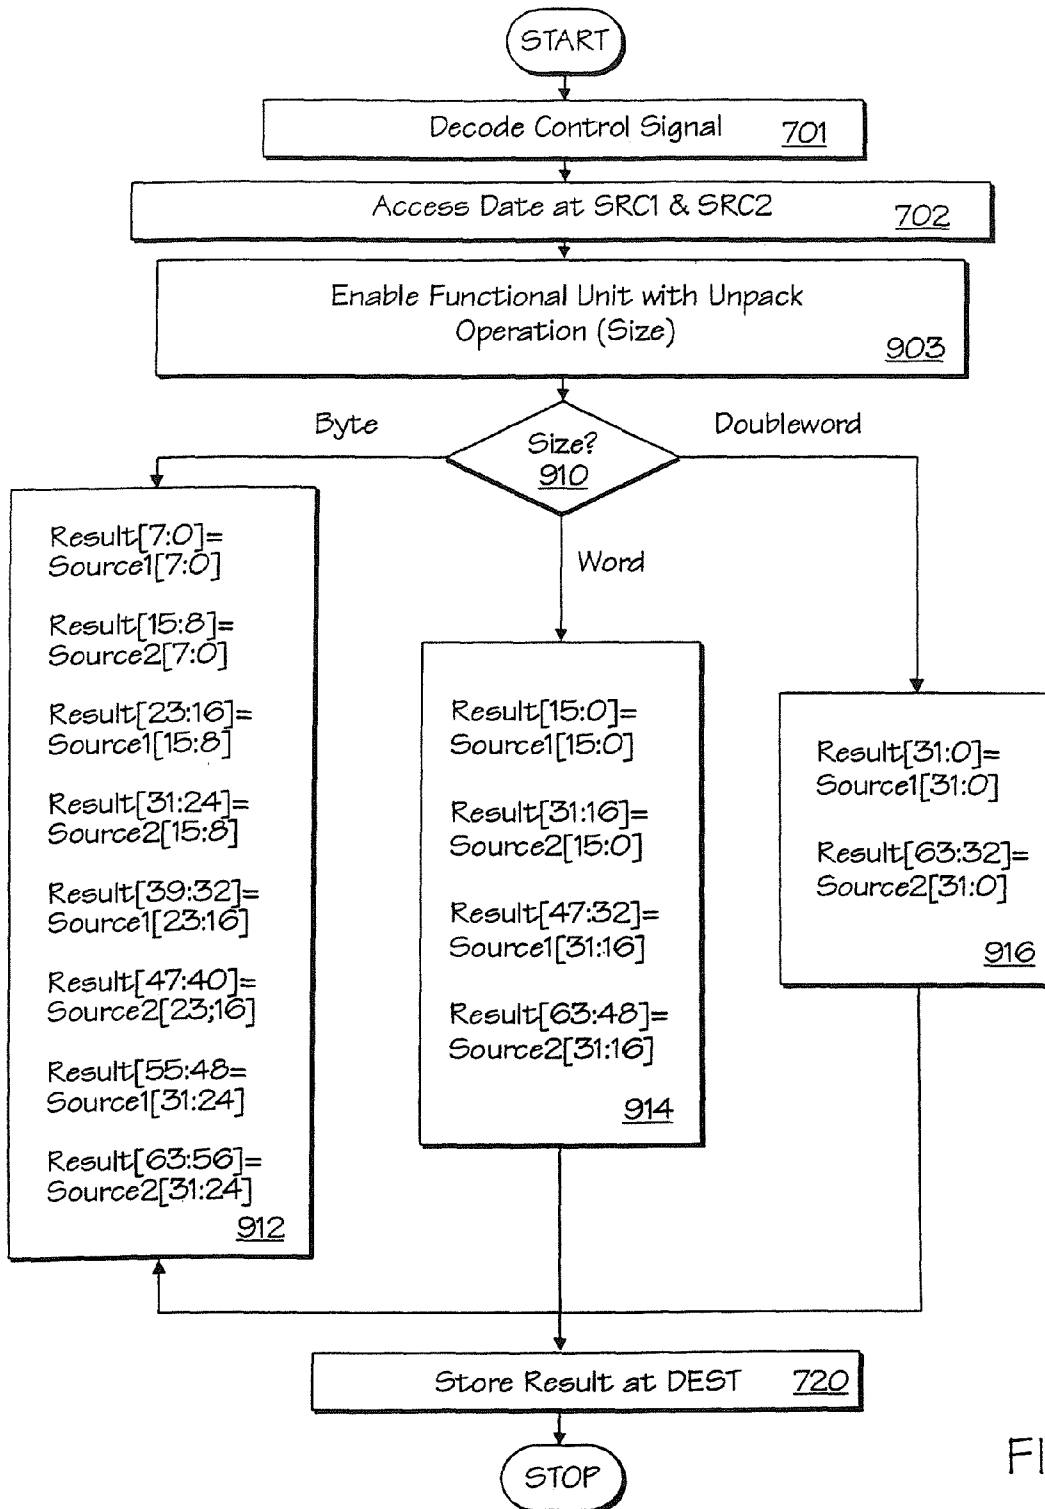 START
Decode Control Signal 701
Access Date at SRC1 & SRC2 702
Enable Functional Unit with Unpack
Operation (Size)
903
Byte
Size?
910
Doubleword
Word
Result[7:0]=
Source1[7:0]
Result[15:8]=
Source2[7:0]
Result[23:16]=
Source1[15:8]
Result[31:24]=
Source2[15:8]
Result[39:32]=
Source1[23:16]
Result[47:40]=
Source2[23;16]
Result[55:48=
Source1[31:24]
Result[63:56]=
Source2[31:24]
912
Result[15:0]=
Source1[15:0]
Result[31:16]=
Source2[15:0]
Result[47:32]=
Source1[31:16]
Result[63:48]=
Source2[31:16]
914
Result[31:0]=
Source1[31:0]
Result[63:32]=
Source2[31:0]
916
Store Result at DEST 720
STOP
FI